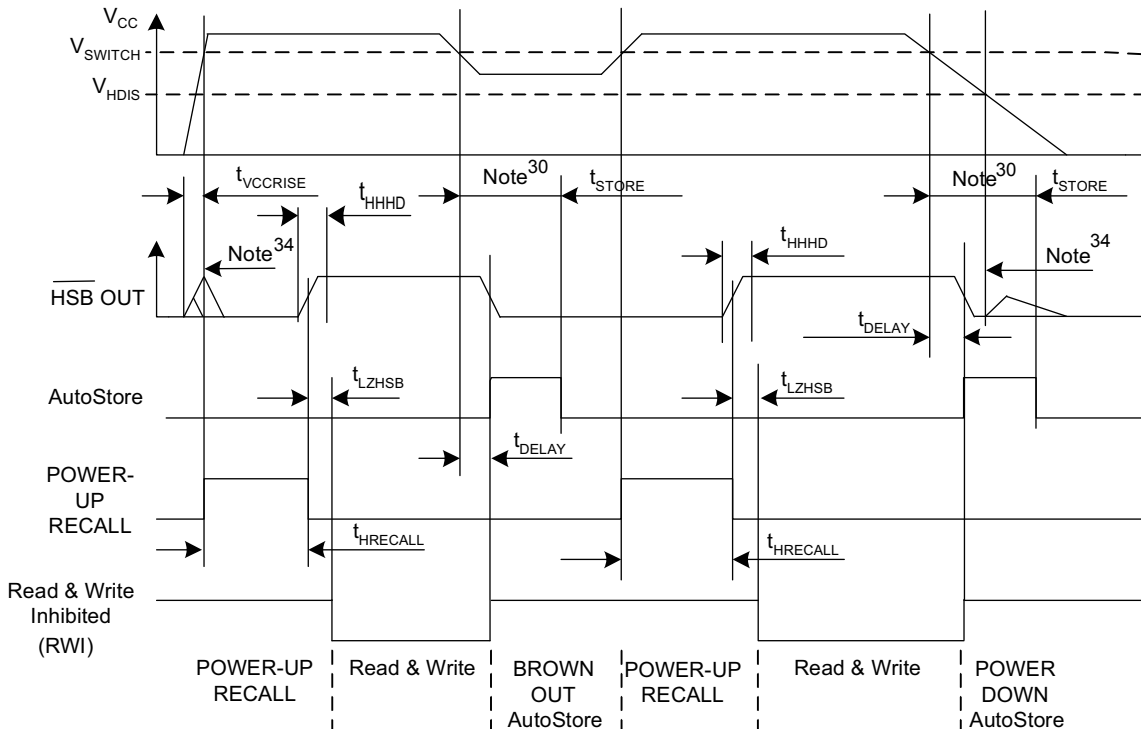 VCC
VSWITCH
VHDIS
tVCCRISE
Note30
tSTORE
Note30
tSTORE
tHHHD
tHHHD
Note34
Note34
HSB OUT
tDELAY
tLZHSB
tLZHSB
AutoStore
tDELAY
POWER-
UP
RECALL
tHRECALL
tHRECALL
Read & Write
Inhibited
(RWI)
POWER-UP
RECALL
Read & Write
BROWN
OUT
AutoStore
POWER-UP
RECALL
Read & Write
POWER
DOWN
AutoStore